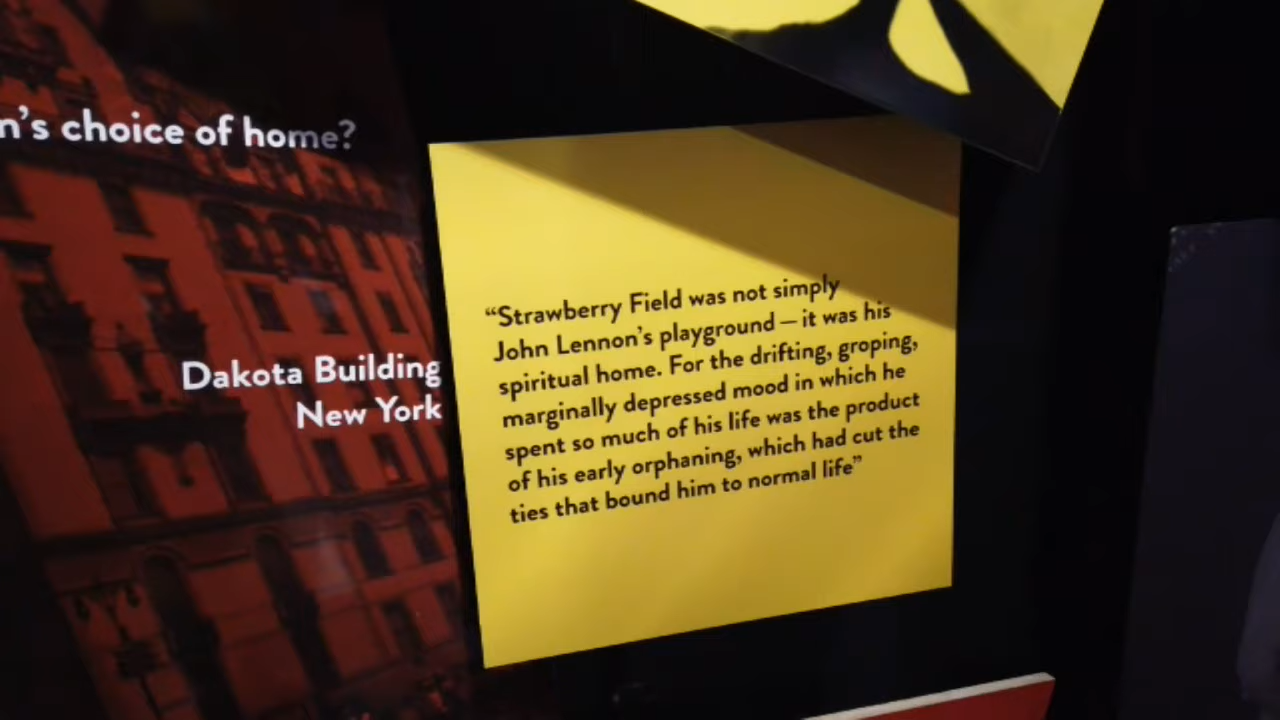 choice of home?
Dakota Building
New York
“Strawberry Field was not simply
John Lennon’s playground – it was his
spiritual home. For the drifting, groping,
marginally depressed mood in which he
spent so much of his life was the product
of his early orphaning, which had cut the
ties that bound him to normal life”